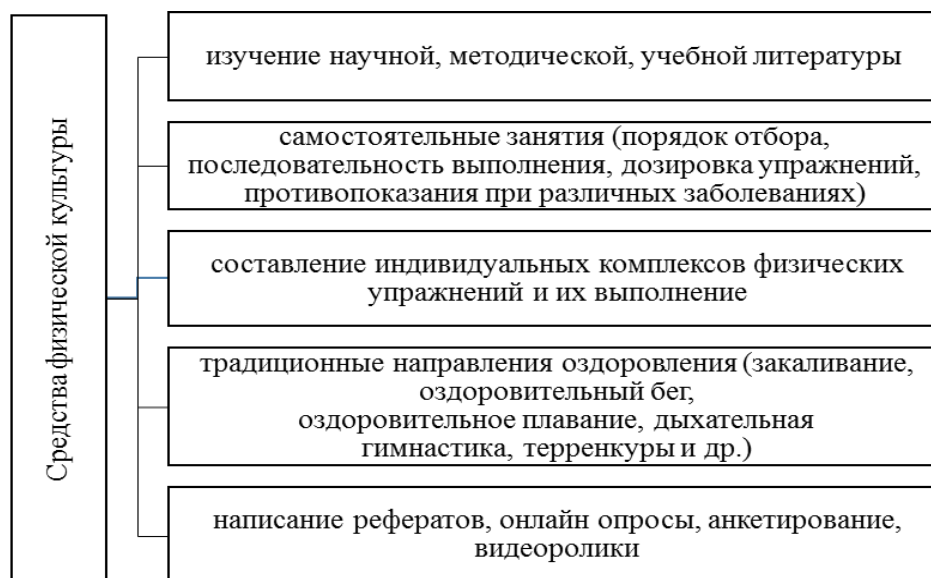 Средства физической культуры
изучение научной, методической, учебной литературы
самостоятельные занятия (порядок отбора,
последовательность выполнения, дозировка упражнений,
противопоказания при различных заболеваниях)
составление индивидуальных комплексов физических
упражнений и их выполнение
традиционные направления оздоровления (закаливание,
оздоровительный бег,
оздоровительное плавание, дыхательная
гимнастика, терренкуры и др.)
написание рефератов, онлайн опросы, анкетирование,
видеоролики